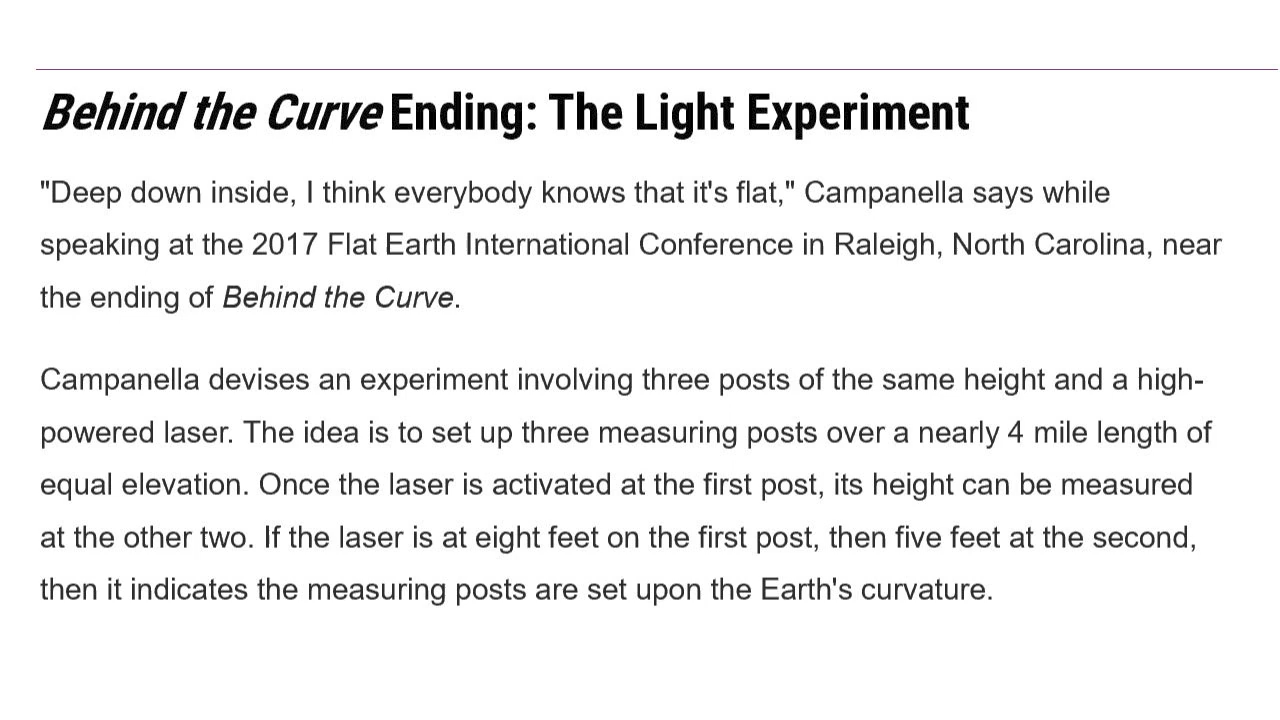 Behind the Curve Ending: The Light Experiment
"Deep down inside, I think everybody knows that it's flat," Campanella says while
speaking at the 2017 Flat Earth International Conference in Raleigh, North Carolina, near
the ending of Behind the Curve.
Campanella devises an experiment involving three posts of the same height and a high-
powered laser. The idea is to set up three measuring posts over a nearly 4 mile length of
equal elevation. Once the laser is activated at the first post, its height can be measured
at the other two. If the laser is at eight feet on the first post, then five feet at the second,
then it indicates the measuring posts are set upon the Earth's curvature.